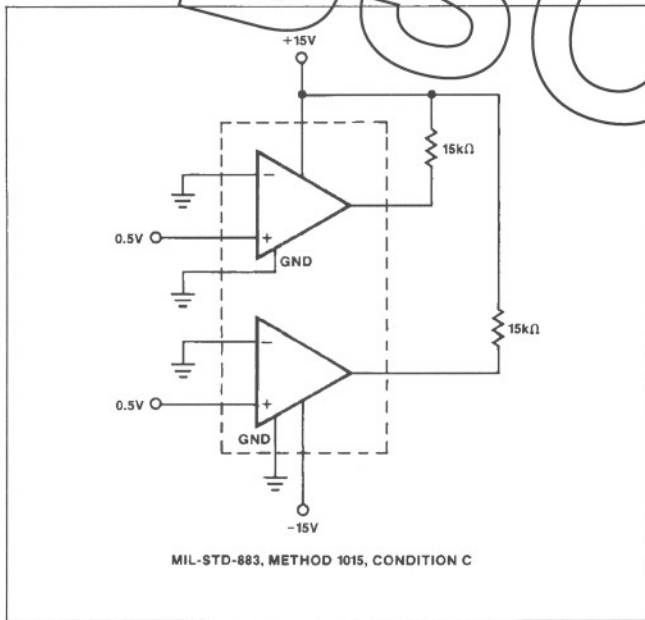 +15V
15kΩ
−
0.5V
+
GND
15kΩ
−
0.5V
+
GND
−15V
MIL-STD-883, METHOD 1015, CONDITION C